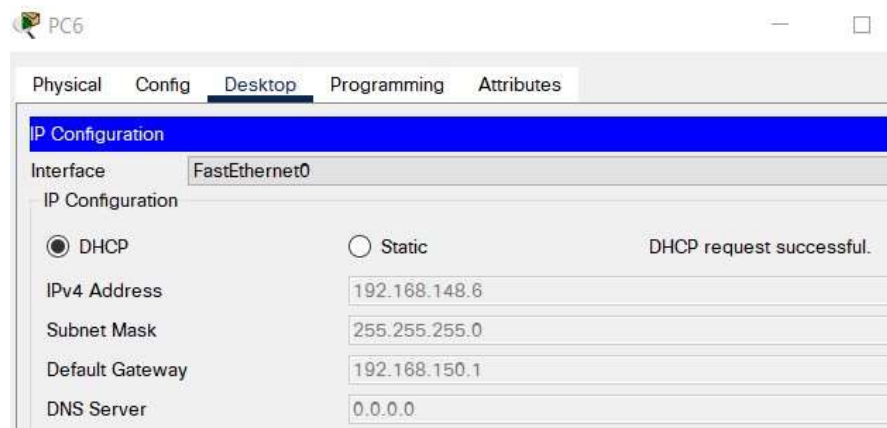 PC6
Physical Config Desktop Programming Attributes
IP Configuration
Interface FastEthernet0
IP Configuration
DHCP Static DHCP request successful.
IPv4 Address 192.168.148.6
Subnet Mask 255.255.255.0
Default Gateway 192.168.150.1
DNS Server 0.0.0.0